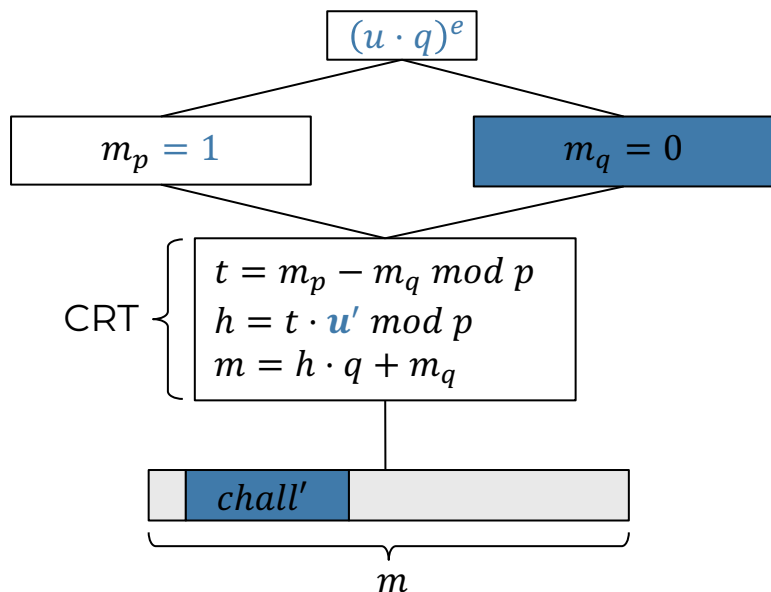 (u · q)^e
m_p = 1
m_q = 0
CRT
t = m_p − m_q mod p
h = t · u′ mod p
m = h · q + m_q
chall′
m